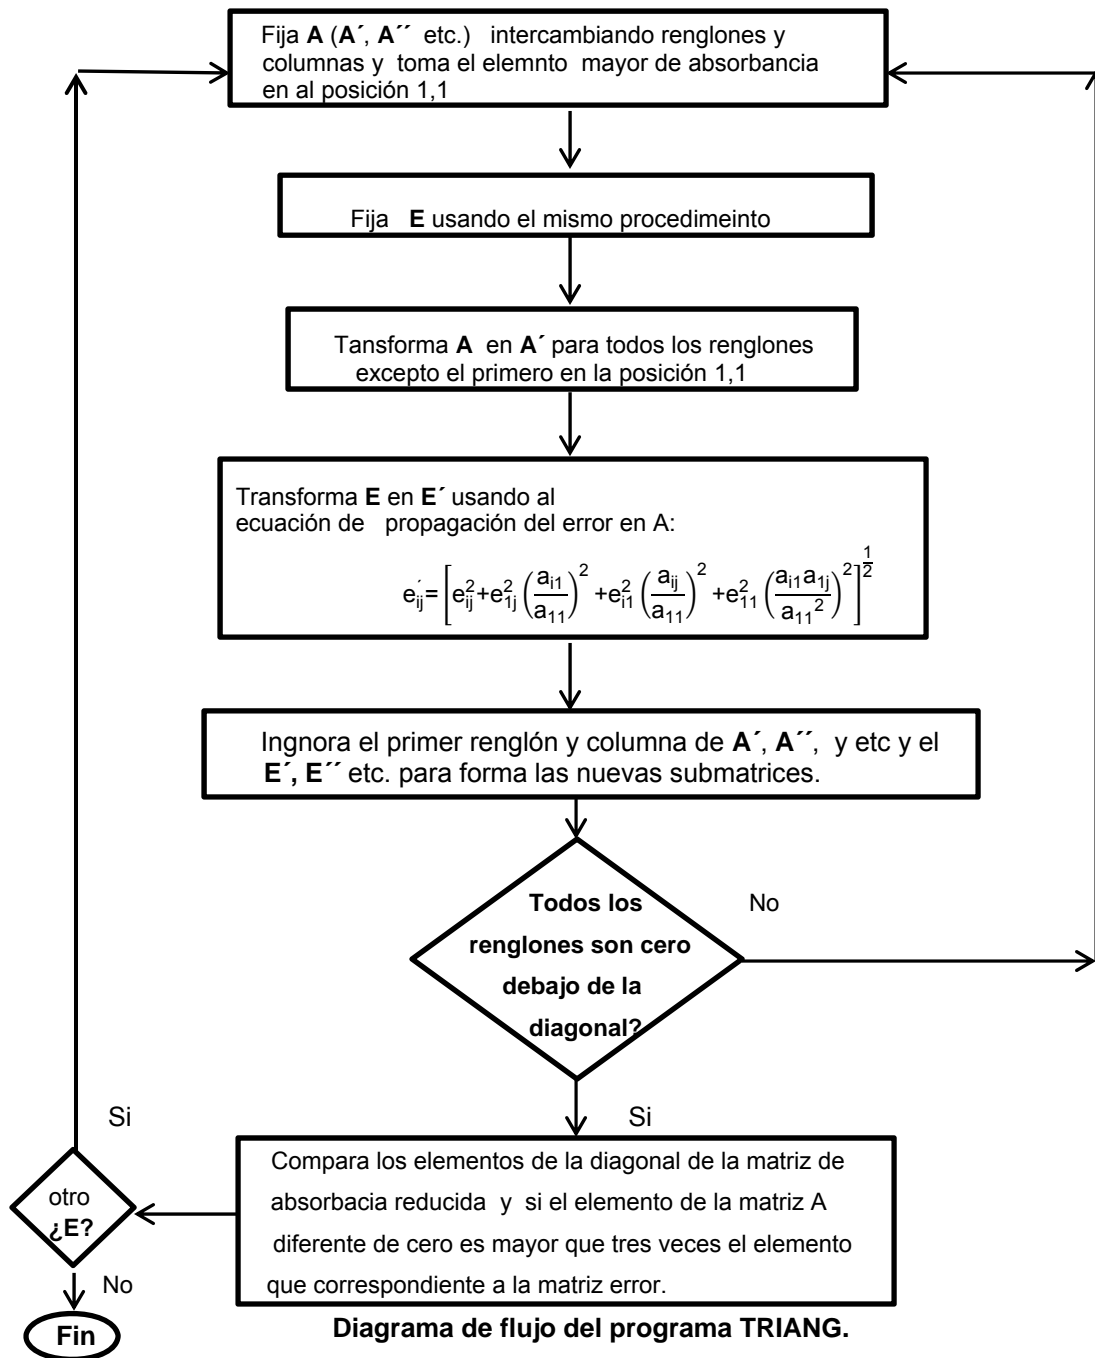 Fija A (A´, A´´ etc.) intercambiando renglones y
columnas y toma el elemnto mayor de absorbancia
en al posición 1,1
Fija E usando el mismo procedimeinto
Tansforma A en A´ para todos los renglones
excepto el primero en la posición 1,1
Transforma E en E´ usando al
ecuación de propagación del error en A:
e´ij = [e²ij + e²1j (ai1/a11)² + e²i1 (aij/a11)² + e²11 (ai1a1j/a11²)²]^1/2
Ingnora el primer renglón y columna de A´, A´´, y etc y el
E´, E´´ etc. para forma las nuevas submatrices.
Todos los
renglones son cero
debajo de la
diagonal?
No
Si
Si
Compara los elementos de la diagonal de la matriz de
absorbacia reducida y si el elemento de la matriz A
diferente de cero es mayor que tres veces el elemento
que correspondiente a la matriz error.
otro
¿E?
No
Fin
Diagrama de flujo del programa TRIANG.